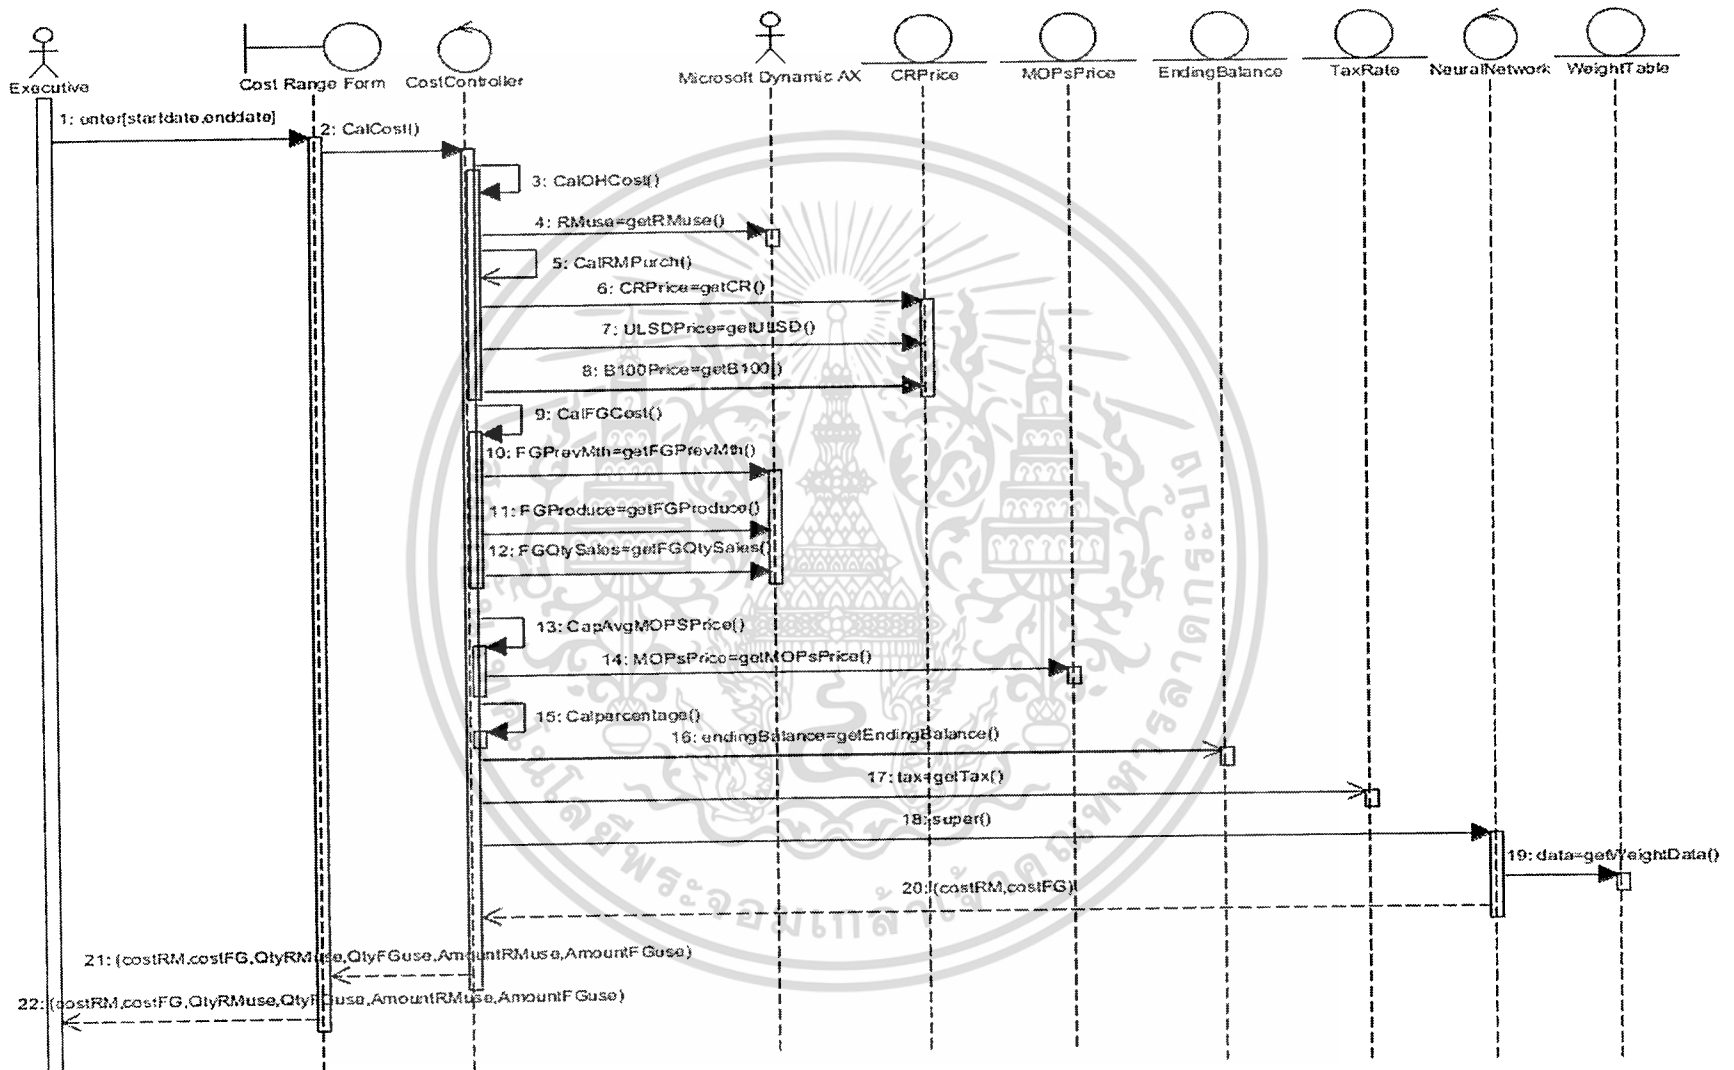 Executive
Cost Range Form
CostController
Microsoft Dynamic AX
CRPrice
MOPsPrice
EndingBalance
TaxRate
NeuralNetwork
WeightTable
1: enter[startdate,enddate]
2: CalCost()
3: CalOHCost()
4: RMuse=getRMuse()
5: CalRMPurch()
6: CRPrice=getCR()
7: ULSDPrice=getULSD()
8: B100Price=getB100()
9: CalFGCost()
10: FGPrevMth=getFGPrevMth()
11: FGProduce=getFGProduce()
12: FGQtySales=getFGQtySales()
13: CapAvgMOPSPrice()
14: MOPsPrice=getMOPsPrice()
15: Calpercentage()
16: endingBalance=getEndingBalance()
17: tax=getTax()
18: super()
19: data=getWeightData()
20: (costRM,costFG)
21: (costRM,costFG,QtyRMuse,QtyFGuse,AmountRMuse,AmountFGuse)
22: (costRM,costFG,QtyRMuse,QtyFGuse,AmountRMuse,AmountFGuse)